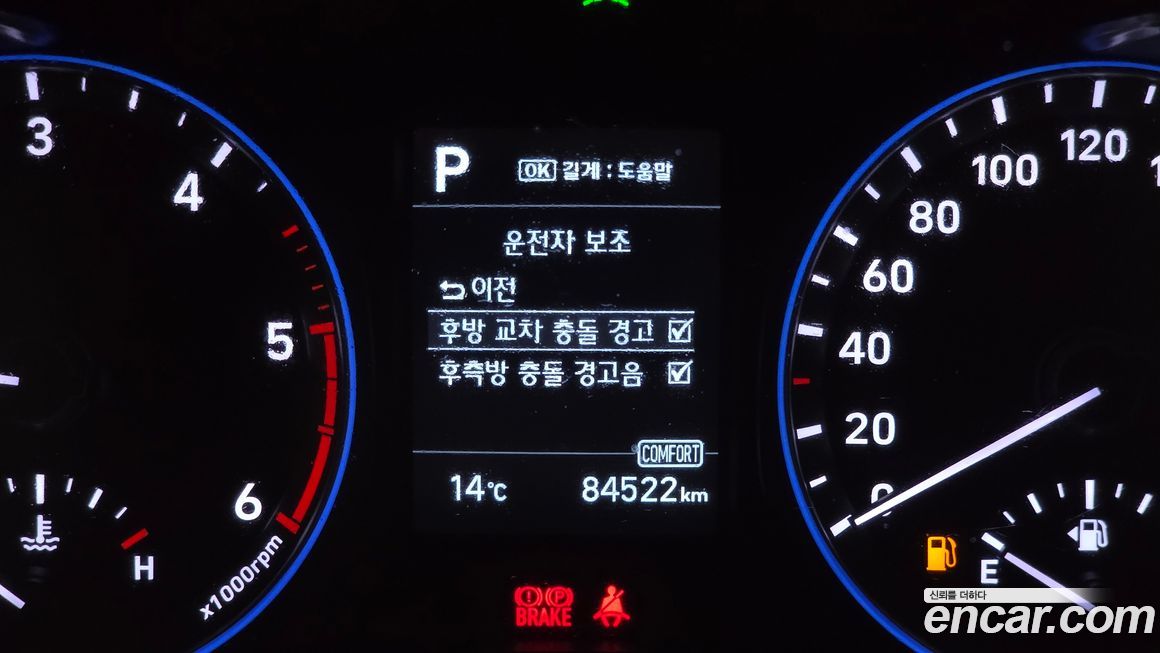 P
OK 길게 : 도움말
운전자 보조
이전
후방 교차 충돌 경고
후측방 충돌 경고음
COMFORT
14℃
84522km
3
4
5
6
x1000rpm
H
120
100
80
60
40
20
0
E
BRAKE
신뢰를 더하다
encar.com